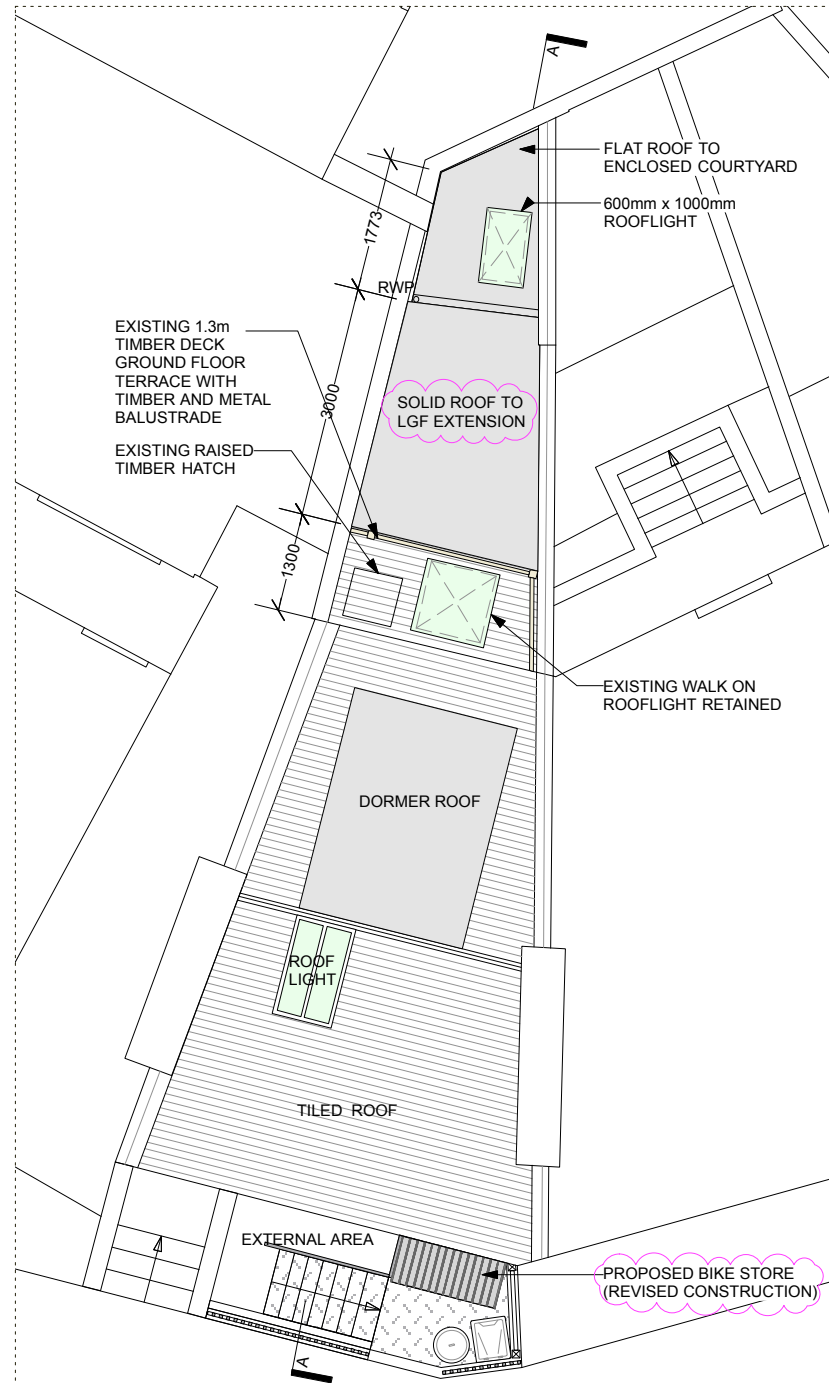 A
FLAT ROOF TO
ENCLOSED COURTYARD
600mm x 1000mm
ROOFLIGHT
1773
RWP
EXISTING 1.3m
TIMBER DECK
GROUND FLOOR
TERRACE WITH
TIMBER AND METAL
BALUSTRADE
3000
SOLID ROOF TO
LGF EXTENSION
EXISTING RAISED
TIMBER HATCH
1300
EXISTING WALK ON
ROOFLIGHT RETAINED
DORMER ROOF
ROOF
LIGHT
TILED ROOF
EXTERNAL AREA
PROPOSED BIKE STORE
(REVISED CONSTRUCTION)
A